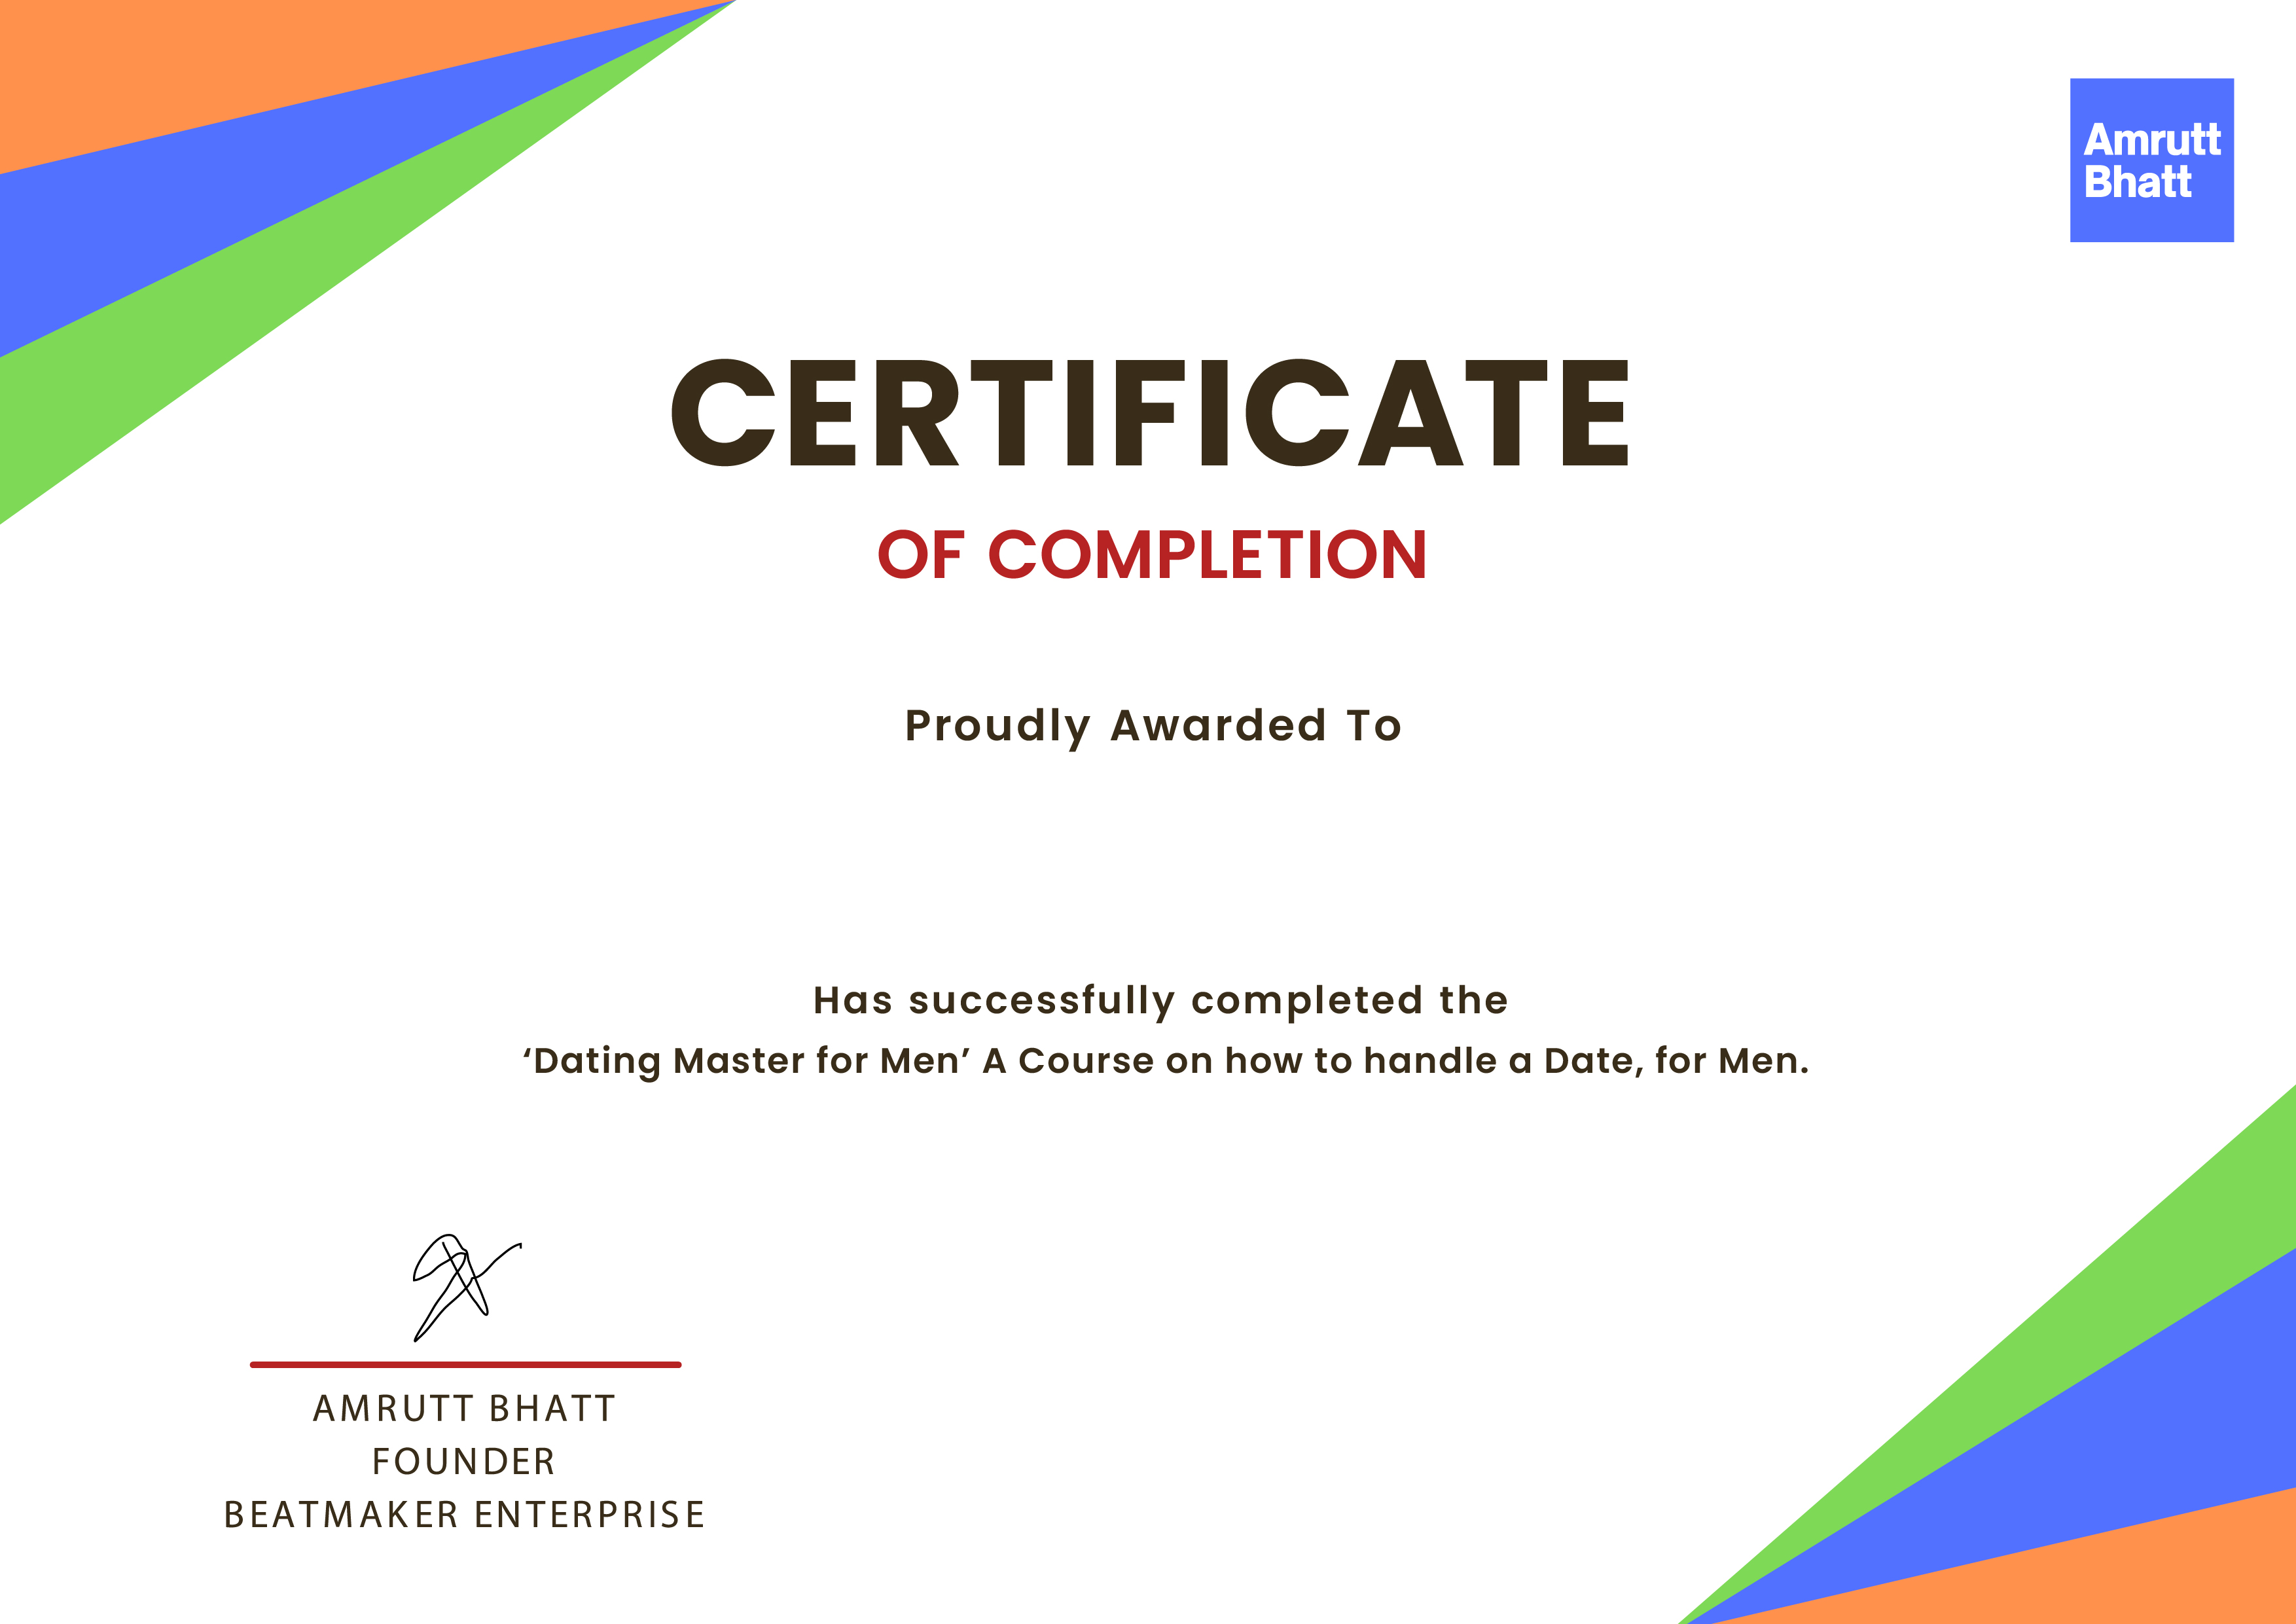 Amrutt
Bhatt
CERTIFICATE
OF COMPLETION
Proudly Awarded To
Has successfully completed the
‘Dating Master for Men’ A Course on how to handle a Date, for Men.
AMRUTT BHATT
FOUNDER
BEATMAKER ENTERPRISE